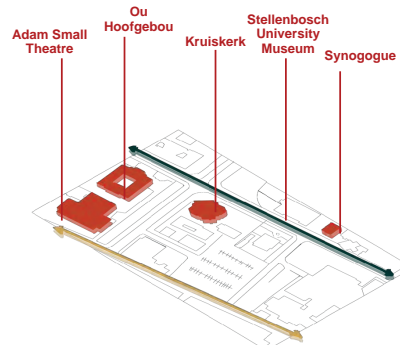 Adam Small
Theatre
Ou
Hoofgebou
Kruiskerk
Stellenbosch
University
Museum
Synogogue